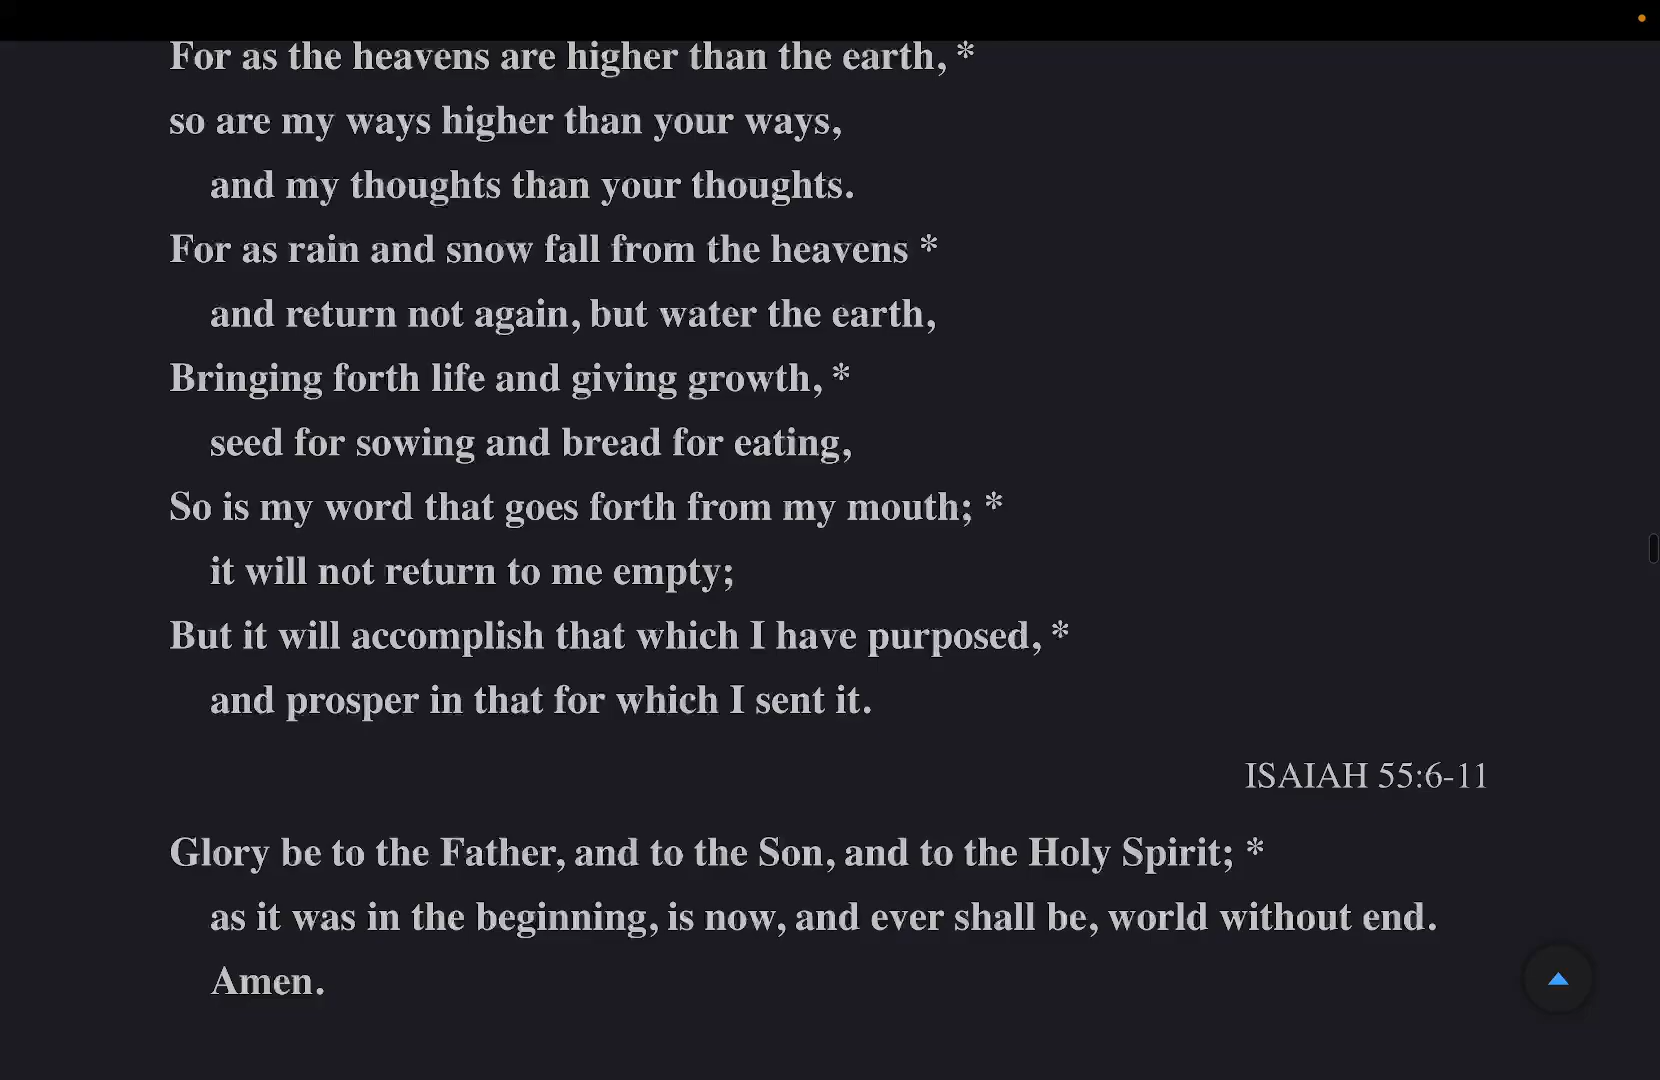 For as the heavens are higher than the earth, *
so are my ways higher than your ways,
and my thoughts than your thoughts.
For as rain and snow fall from the heavens *
and return not again, but water the earth,
Bringing forth life and giving growth, *
seed for sowing and bread for eating,
So is my word that goes forth from my mouth; *
it will not return to me empty;
But it will accomplish that which I have purposed, *
and prosper in that for which I sent it.
ISAIAH 55:6-11
Glory be to the Father, and to the Son, and to the Holy Spirit; *
as it was in the beginning, is now, and ever shall be, world without end.
Amen.